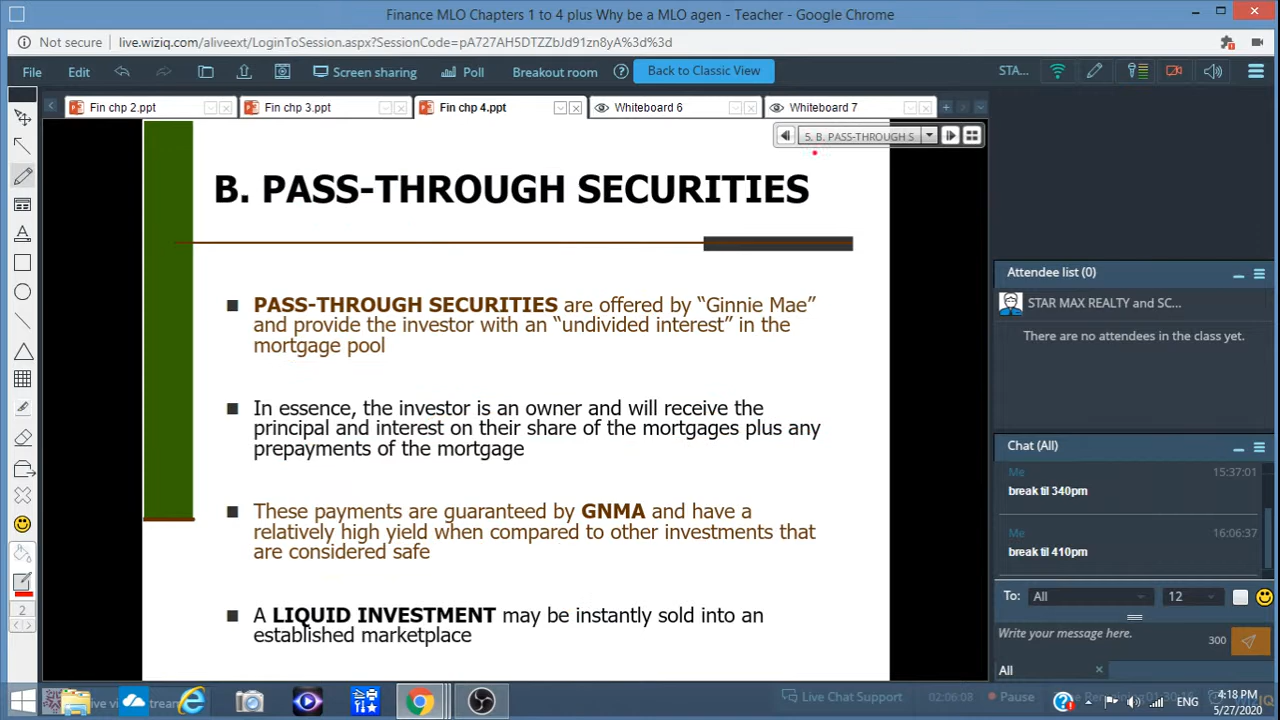 Finance MLO Chapters 1 to 4 plus Why be a MLO agen - Teacher - Google Chrome
Not secure | live.wiziq.com/aliveext/LoginToSession.aspx?SessionCode=pA727AH5DTZZbJd91zn8yA%3d%3d
File Edit Screen sharing Poll Breakout room Back to Classic View STA...
Fin chp 2.ppt Fin chp 3.ppt Fin chp 4.ppt Whiteboard 6 Whiteboard 7
5. B. PASS-THROUGH S
B. PASS-THROUGH SECURITIES
PASS-THROUGH SECURITIES are offered by “Ginnie Mae”
and provide the investor with an “undivided interest” in the
mortgage pool
In essence, the investor is an owner and will receive the
principal and interest on their share of the mortgages plus any
prepayments of the mortgage
These payments are guaranteed by GNMA and have a
relatively high yield when compared to other investments that
are considered safe
A LIQUID INVESTMENT may be instantly sold into an
established marketplace
2
Attendee list (0)
STAR MAX REALTY and SC...
There are no attendees in the class yet.
Chat (All)
Me 15:37:01
break til 340pm
Me 16:06:37
break til 410pm
To: All 12
Write your message here. 300
All
Live Chat Support 02:06:08 Pause
ENG
4:18 PM
5/27/2020